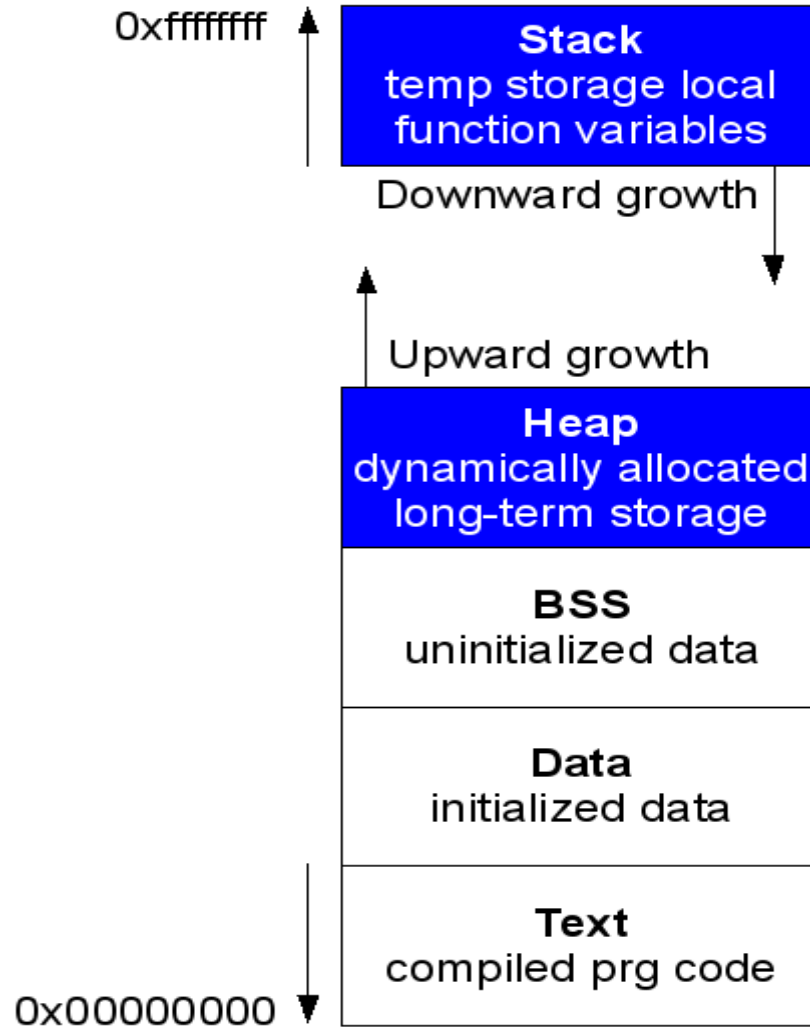 0xffffffff
Stack
temp storage local
function variables
Downward growth
Upward growth
Heap
dynamically allocated
long-term storage
BSS
uninitialized data
Data
initialized data
Text
compiled prg code
0x00000000